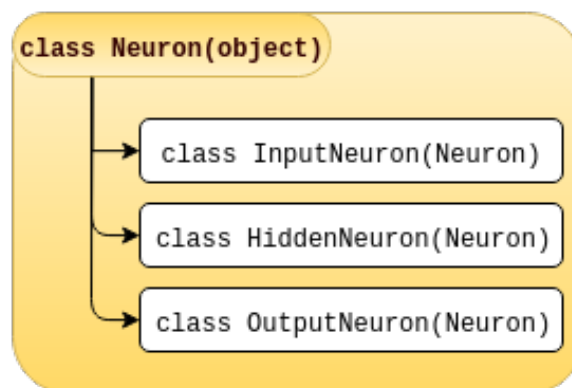 class Neuron(object)
class InputNeuron(Neuron)
class HiddenNeuron(Neuron)
class OutputNeuron(Neuron)